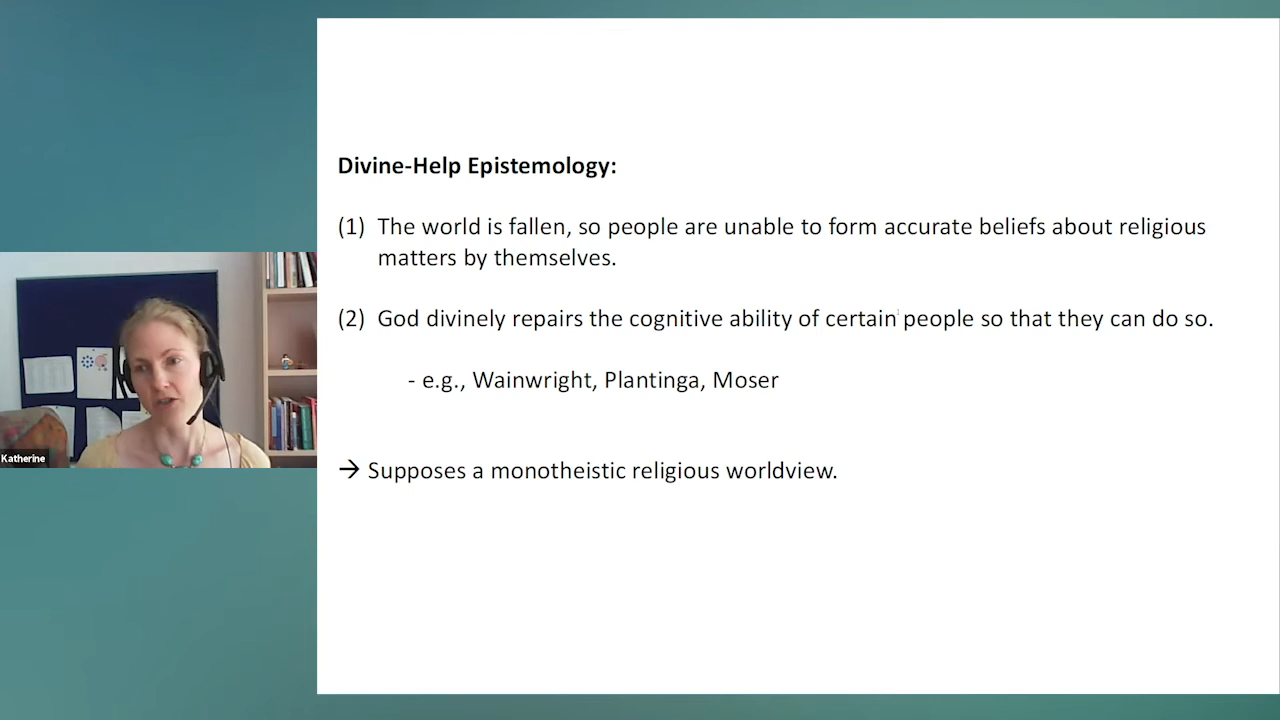 Divine-Help Epistemology:
(1) The world is fallen, so people are unable to form accurate beliefs about religious
matters by themselves.
(2) God divinely repairs the cognitive ability of certain people so that they can do so.
- e.g., Wainwright, Plantinga, Moser
→ Supposes a monotheistic religious worldview.
Katherine